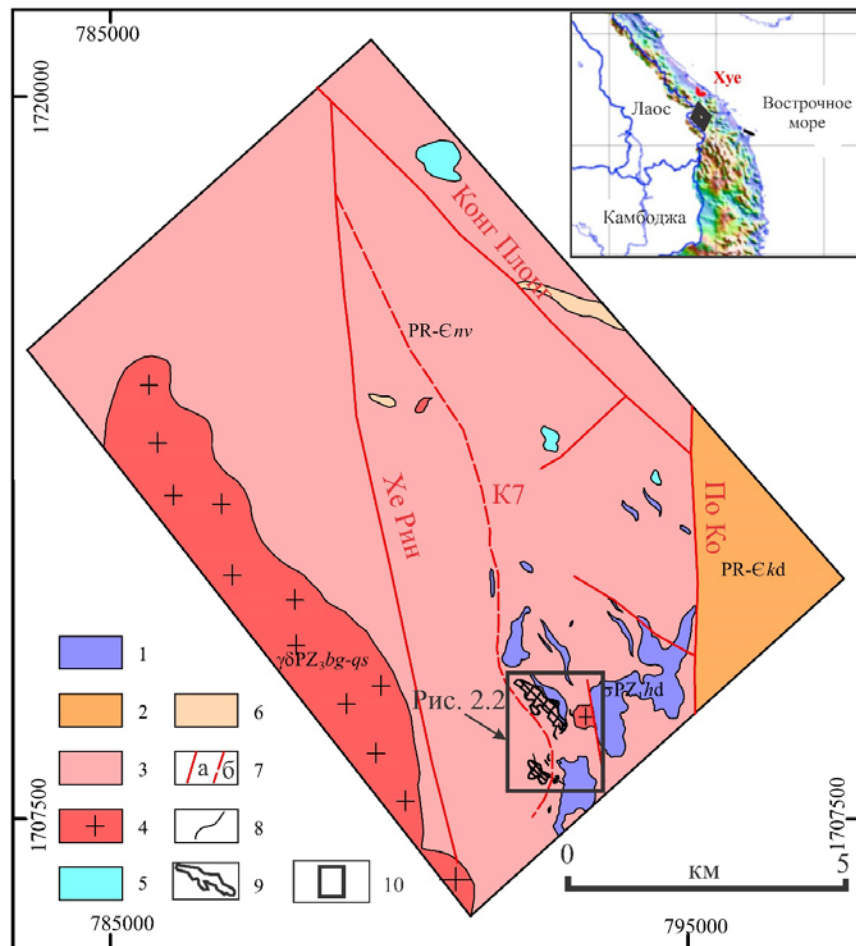 785000
1720000
Хуе
Лаос
Вострочное
море
Камбоджа
Конг Плонг
PR-Є nv
К7
Хе Рин
По Ко
PR-Є kd
γδPZ₃bg-qs
σPZ₁hd
Рис. 2.2
1
2
6
3
а б
7
4
8
5
9
10
1707500
1707500
0
5
км
785000
795000